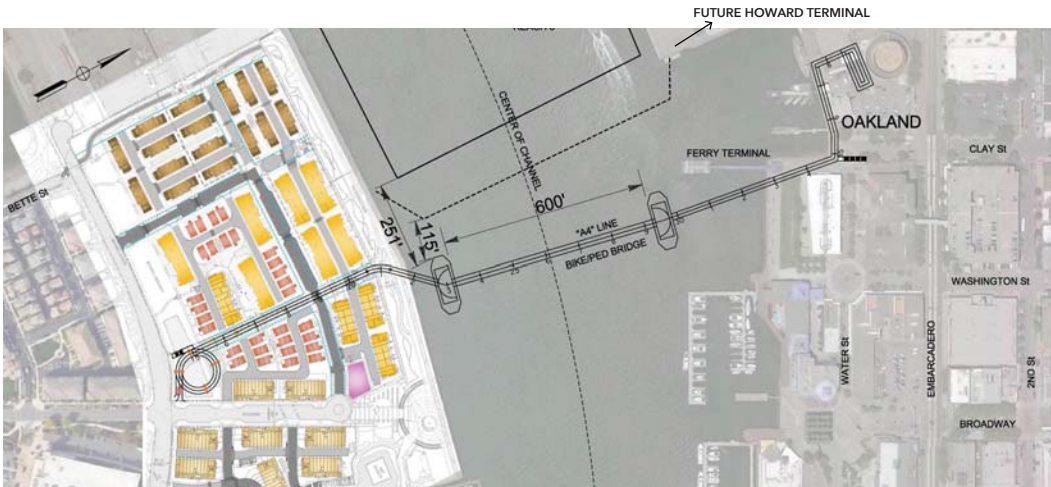 FUTURE HOWARD TERMINAL
OAKLAND
CLAY St
CENTER OF CHANNEL
FERRY TERMINAL
BETTE St
600'
251'
115'
"A4" LINE
BIKE/PED BRIDGE
WASHINGTON St
WATER St
EMBARCADERO
2ND St
BROADWAY